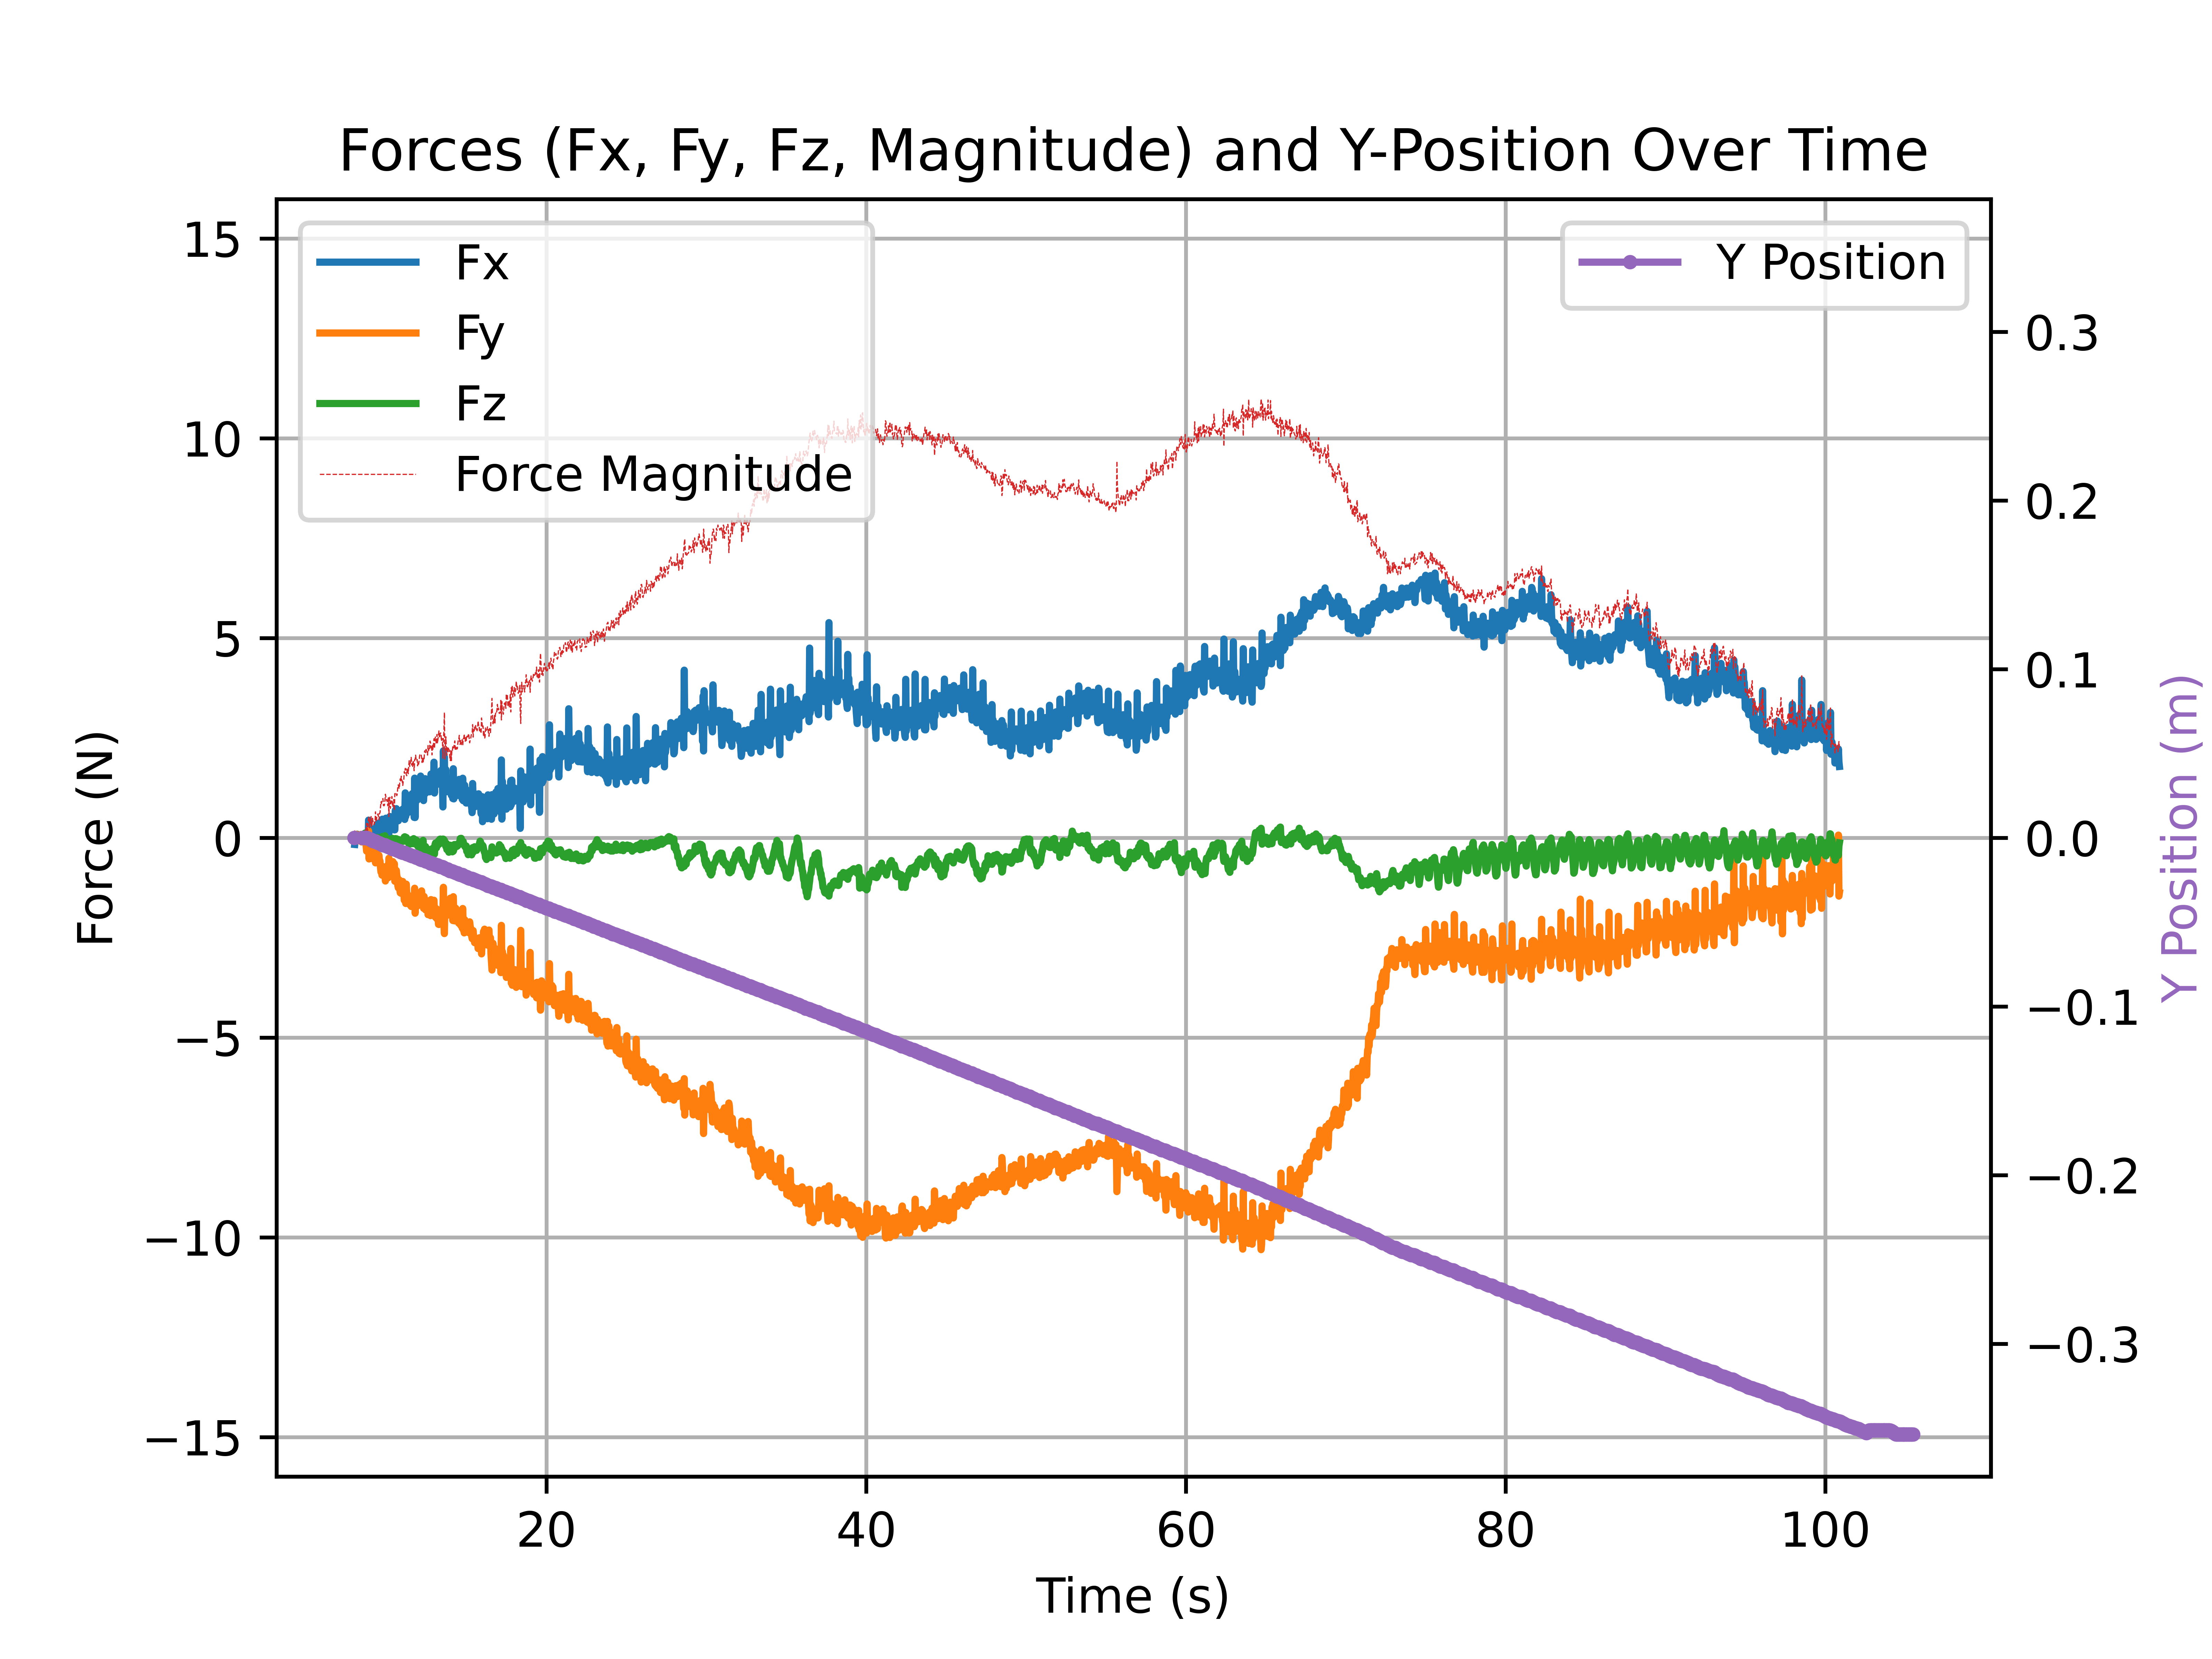 Forces (Fx, Fy, Fz, Magnitude) and Y-Position Over Time
Fx
Fy
Fz
Force Magnitude
Y Position
Force (N)
15
10
5
0
−5
−10
−15
0.3
0.2
0.1
0.0
−0.1
−0.2
−0.3
Y Position (m)
20 40 60 80 100
Time (s)